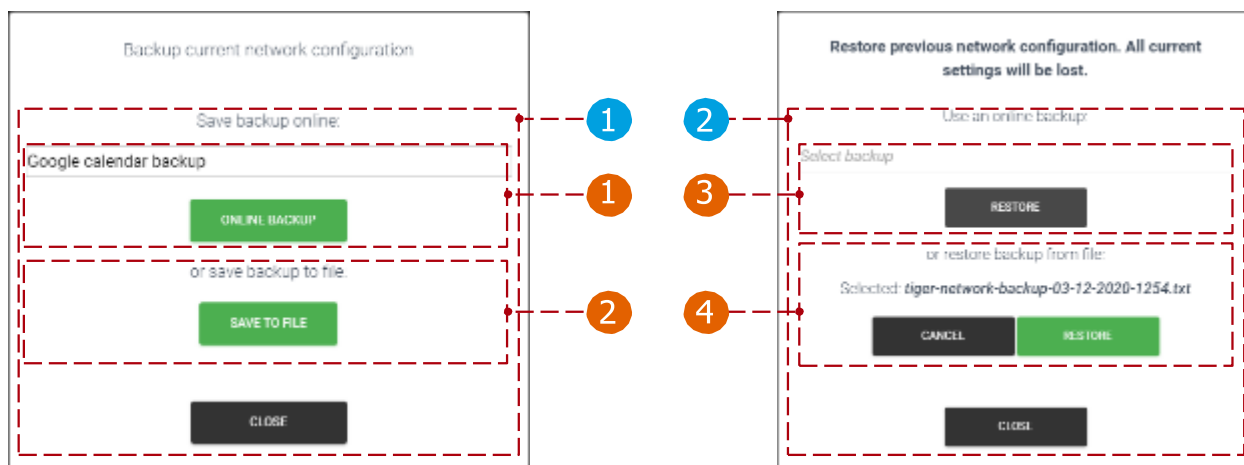 Backup current network configuration
Save backup online:
1
Google calendar backup
1
ONLINE BACKUP
or save backup to file.
2
SAVE TO FILE
CLOSE
Restore previous network configuration. All current
settings will be lost.
2
Use an online backup:
Select backup
3
RESTORE
or restore backup from file:
Selected: tiger-network-backup-03-12-2020-1254.txt
4
CANCEL
RESTORE
CLOSE